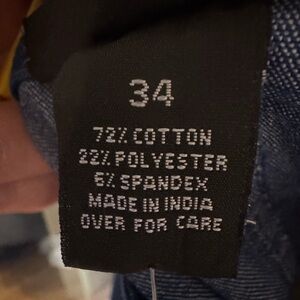 34
72% COTTON
22% POLYESTER
6% SPANDEX
MADE IN INDIA
OVER FOR CARE